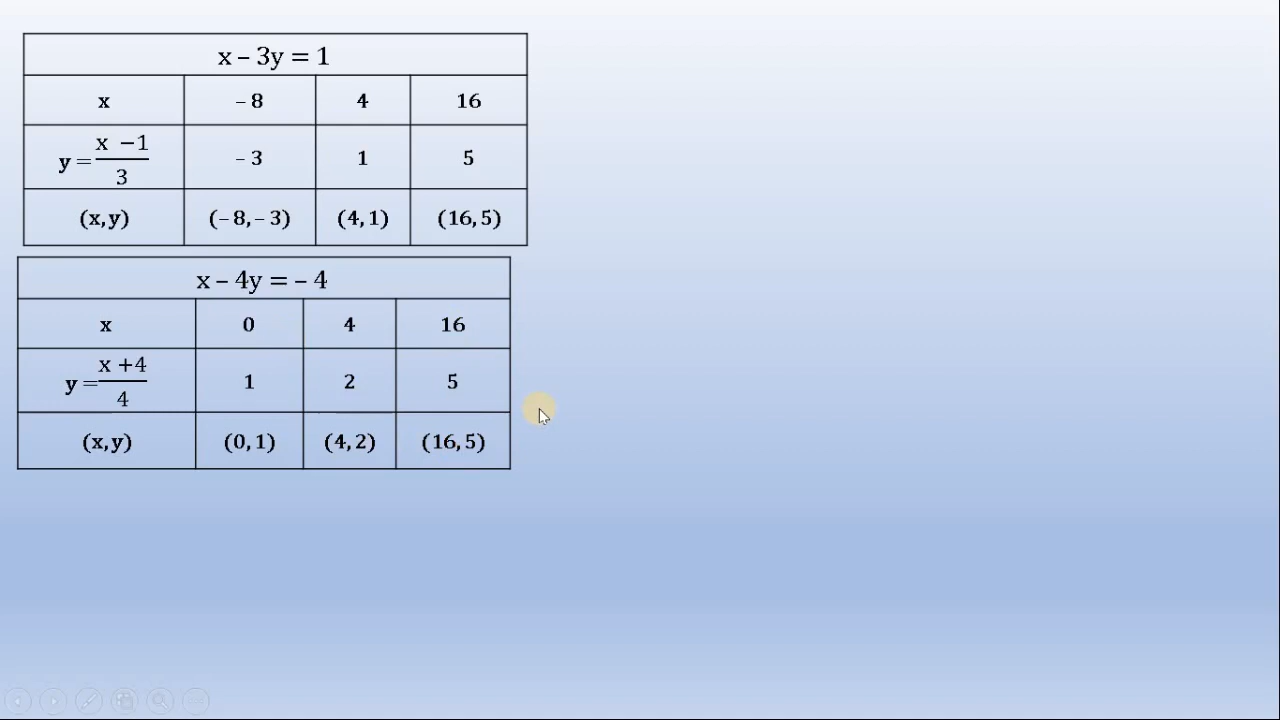 x – 3y = 1
x – 8 4 16
y = x – 1 / 3 – 3 1 5
(x,y) (– 8,– 3) (4,1) (16,5)
x – 4y = – 4
x 0 4 16
y = x + 4 / 4 1 2 5
(x,y) (0,1) (4,2) (16,5)